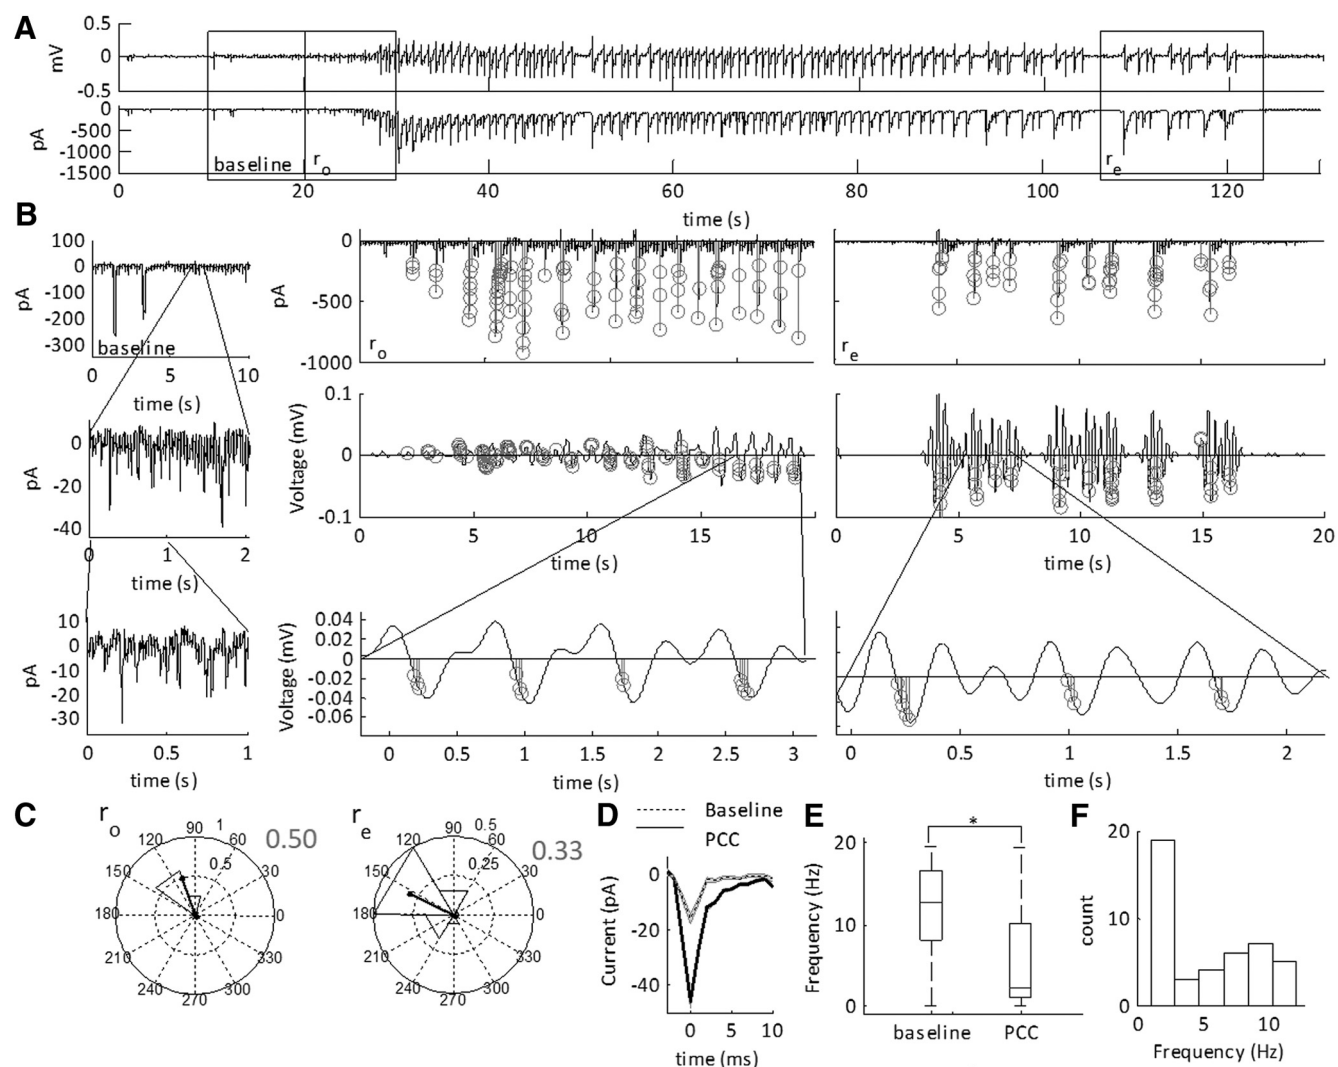 A
0.5
0
-0.5
mV
0
-500
-1000
-1500
pA
baseline
r o
r e
0 20 40 60 80 100 120
time (s)
B
100
0
-100
-200
-300
pA
baseline
0 5 10
time (s)
0
-500
-1000
pA
r o
r e
0
-20
-40
pA
0 1 2
time (s)
0.1
0
-0.1
Voltage (mV)
0 5 10 15
time (s)
0 5 10 15 20
time (s)
10
0
-10
-20
-30
pA
0 0.5 1
time (s)
0.04
0.02
0
-0.02
-0.04
-0.06
Voltage (mV)
0 0.5 1 1.5 2 2.5 3
time (s)
0 0.5 1 1.5 2
time (s)
C
r o
0.50
90 1
120 60
0.5
150 30
180 0
210 330
240 300
270
r e
0.33
90 0.5
120 60
0.25
150 30
180 0
210 330
240 300
270
D
Baseline
PCC
0
-20
-40
Current (pA)
0 5 10
time (ms)
E
*
20
10
0
Frequency (Hz)
baseline PCC
F
20
10
0
count
0 5 10
Frequency (Hz)